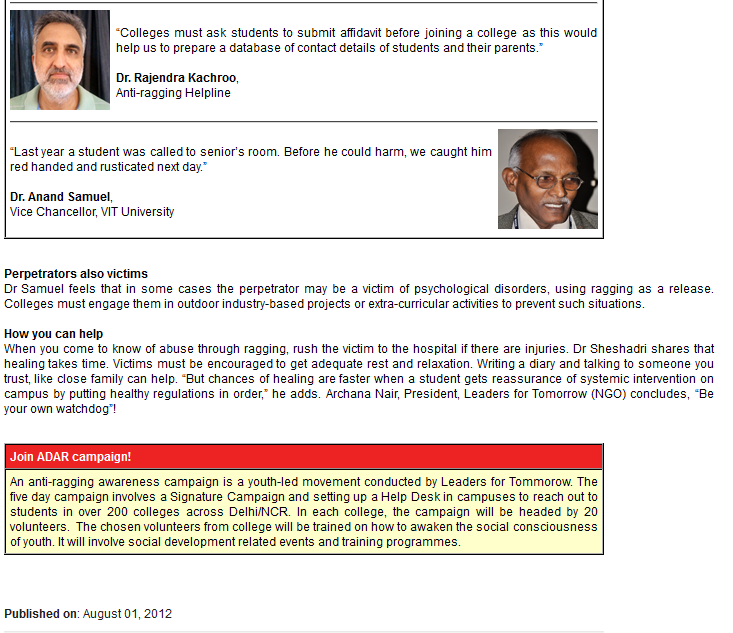 “Colleges must ask students to submit affidavit before joining a college as this would
help us to prepare a database of contact details of students and their parents.”
Dr. Rajendra Kachroo,
Anti-ragging Helpline
“Last year a student was called to senior’s room. Before he could harm, we caught him
red handed and rusticated next day.”
Dr. Anand Samuel,
Vice Chancellor, VIT University
Perpetrators also victims
Dr Samuel feels that in some cases the perpetrator may be a victim of psychological disorders, using ragging as a release.
Colleges must engage them in outdoor industry-based projects or extra-curricular activities to prevent such situations.
How you can help
When you come to know of abuse through ragging, rush the victim to the hospital if there are injuries. Dr Sheshadri shares that
healing takes time. Victims must be encouraged to get adequate rest and relaxation. Writing a diary and talking to someone you
trust, like close family can help. “But chances of healing are faster when a student gets reassurance of systemic intervention on
campus by putting healthy regulations in order,” he adds. Archana Nair, President, Leaders for Tomorrow (NGO) concludes, “Be
your own watchdog”!
Join ADAR campaign!
An anti-ragging awareness campaign is a youth-led movement conducted by Leaders for Tommorow. The
five day campaign involves a Signature Campaign and setting up a Help Desk in campuses to reach out to
students in over 200 colleges across Delhi/NCR. In each college, the campaign will be headed by 20
volunteers. The chosen volunteers from college will be trained on how to awaken the social consciousness
of youth. It will involve social development related events and training programmes.
Published on: August 01, 2012